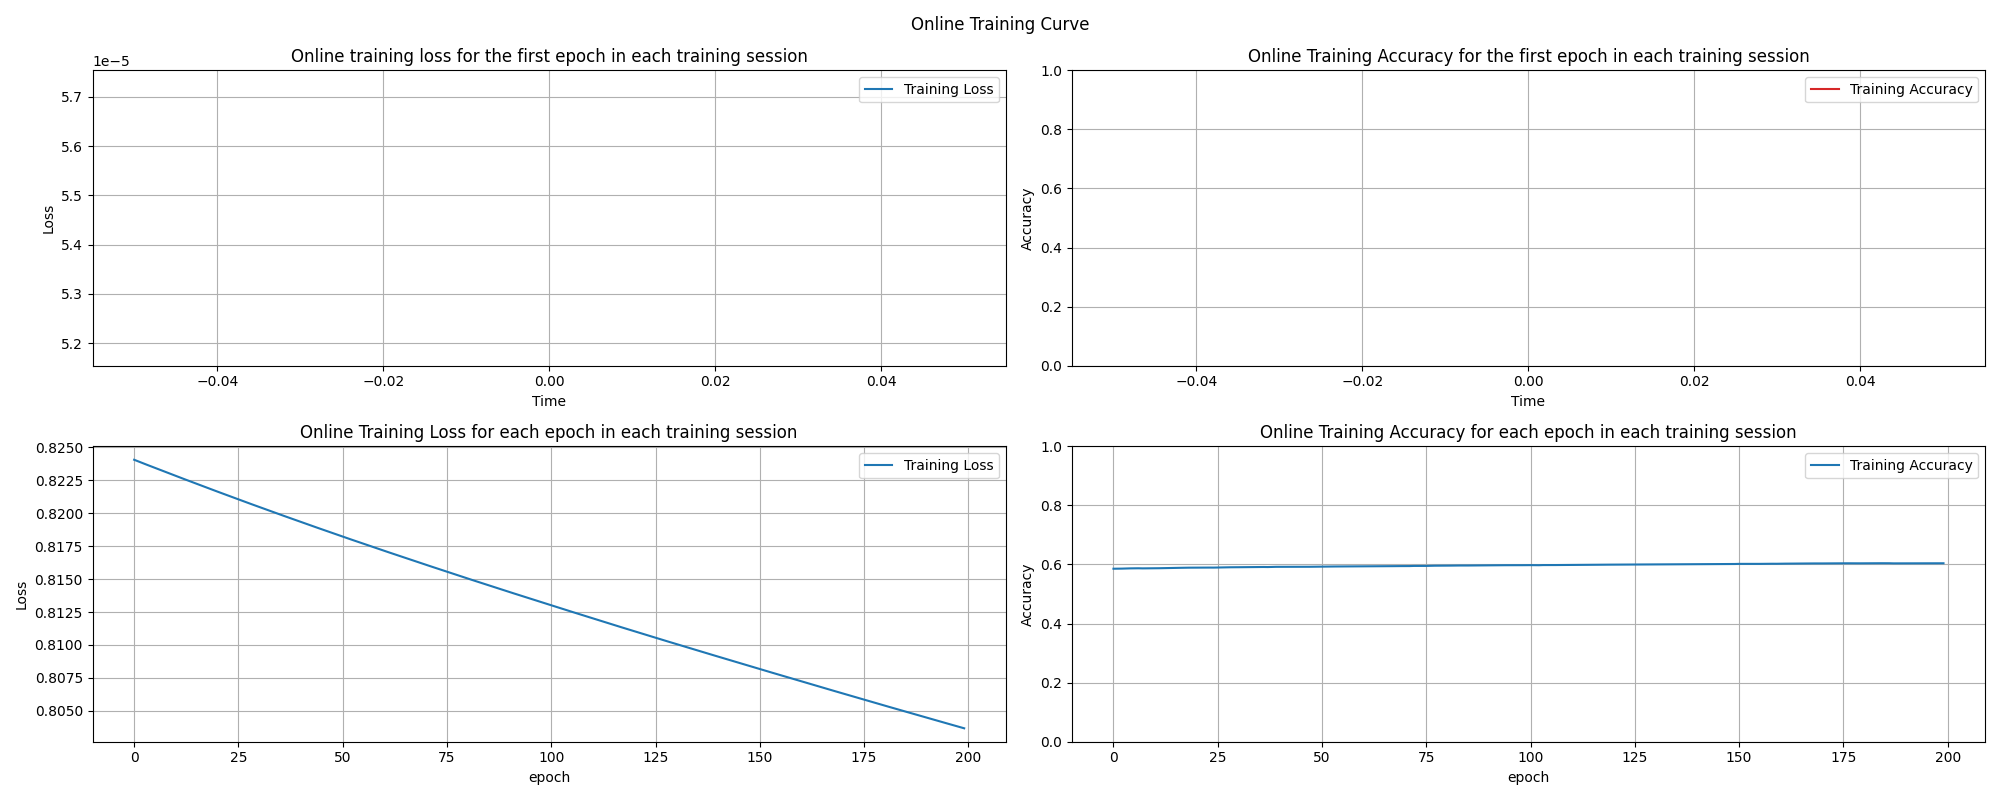 Online Training Curve
Online training loss for the first epoch in each training session
1e−5
5.7
5.6
5.5
5.4
5.3
5.2
Loss
Training Loss
−0.04 −0.02 0.00 0.02 0.04
Time
Online Training Accuracy for the first epoch in each training session
1.0
0.8
0.6
0.4
0.2
0.0
Accuracy
Training Accuracy
−0.04 −0.02 0.00 0.02 0.04
Time
Online Training Loss for each epoch in each training session
0.8250
0.8225
0.8200
0.8175
0.8150
0.8125
0.8100
0.8075
0.8050
Loss
Training Loss
0 25 50 75 100 125 150 175 200
epoch
Online Training Accuracy for each epoch in each training session
1.0
0.8
0.6
0.4
0.2
0.0
Accuracy
Training Accuracy
0 25 50 75 100 125 150 175 200
epoch